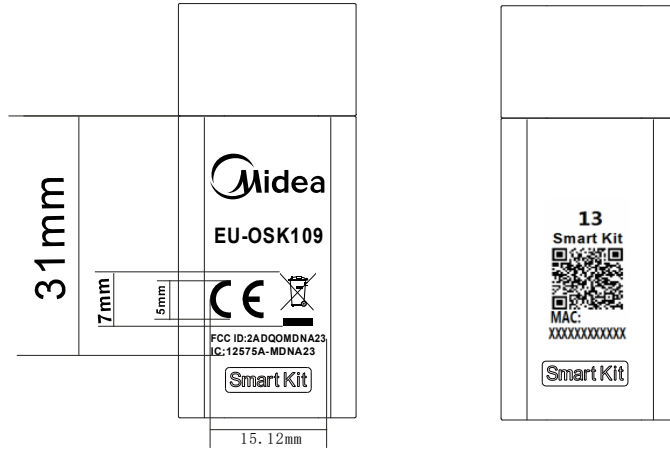 Midea
EU-OSK109
31mm
7mm
5mm
CE
FCC ID:2ADQOMDNA23
IC:12575A-MDNA23
Smart Kit
15.12mm
13
Smart Kit
MAC:
XXXXXXXXXXXX
Smart Kit